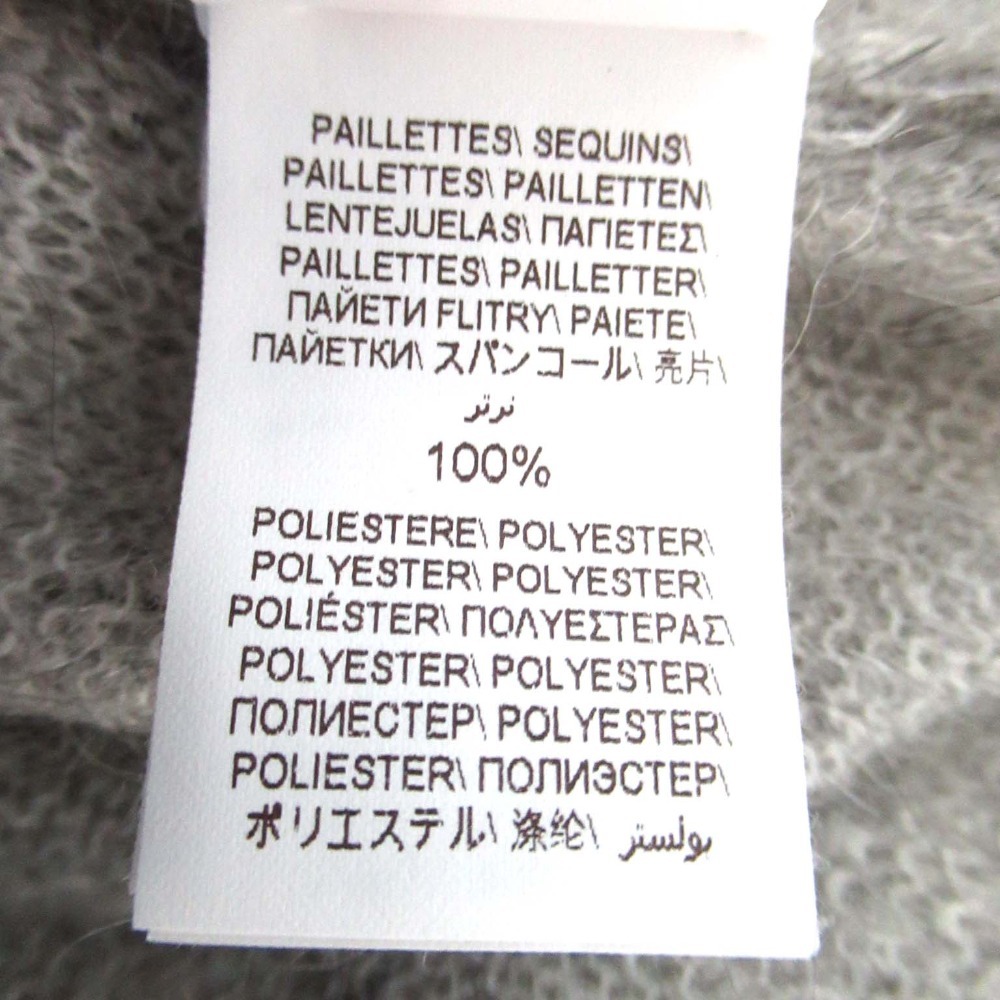 PAILLETTES\ SEQUINS\
PAILLETTES\ PAILLETTEN\
LENTEJUELAS\ ΠΑΓΙΕΤΕΣ\
PAILLETTES\ PAILLETTER\
ПАЙЕТИ FLITRY\ PAIETE\
ПАЙЕТКИ\ スパンコール\ 亮片\
نرتر
100%
POLIESTERE\ POLYESTER\
POLYESTER\ POLYESTER\
POLIÉSTER\ ΠΟΛΥΕΣΤΕΡΑΣ\
POLYESTER\ POLYESTER\
ПОЛИЕСТЕР\ POLYESTER\
POLIESTER\ ПОЛИЭСТЕР\
ポリエステル\ 涤纶\ بولستر